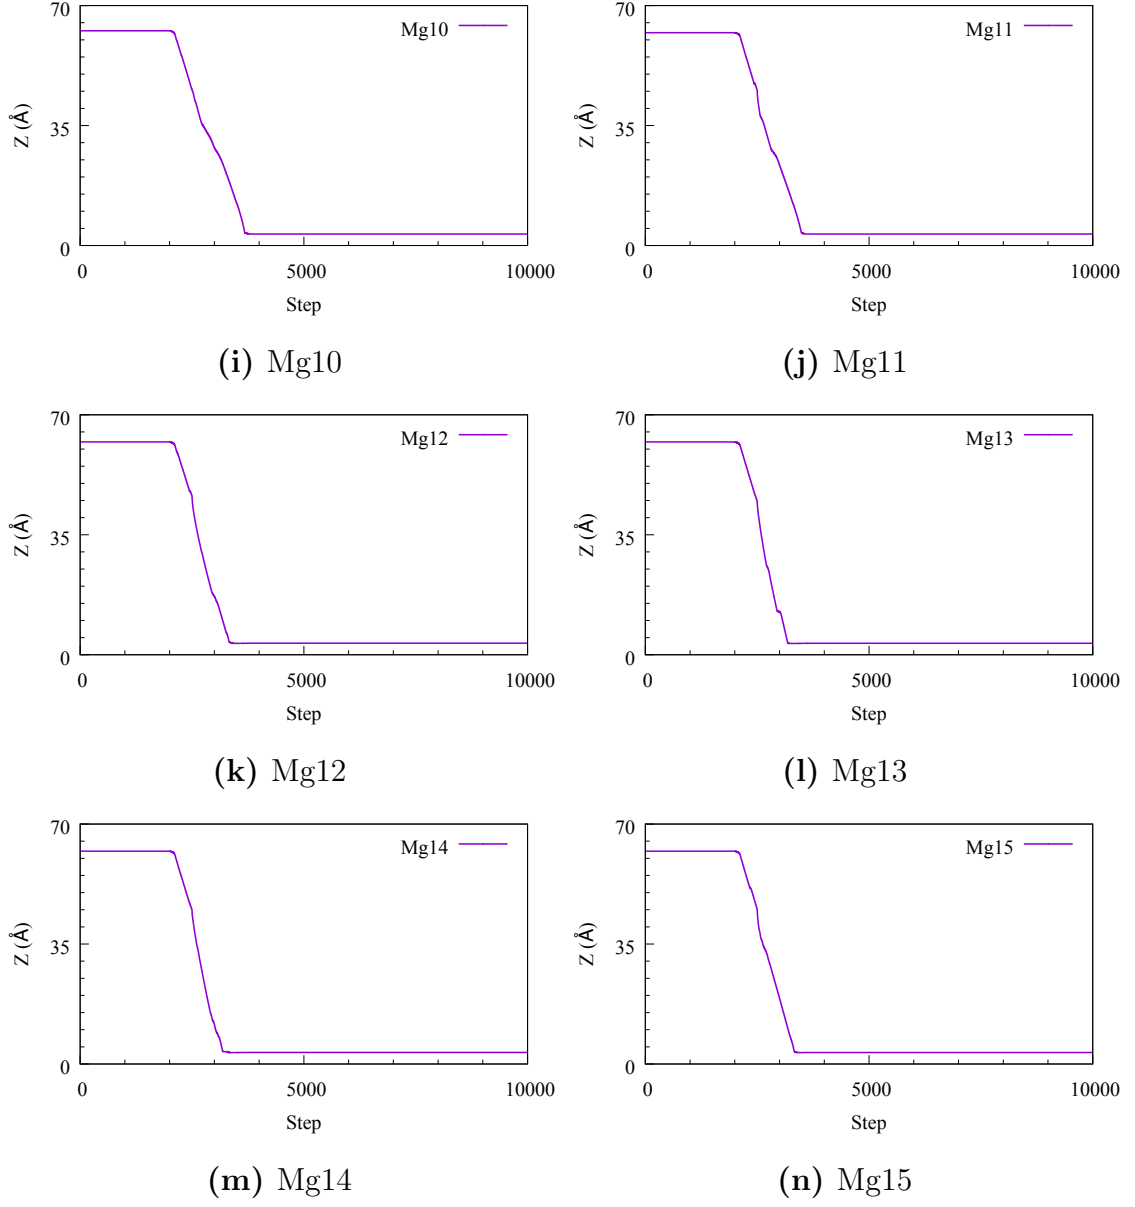 70
Mg10
35
Z (Å)
0
0 5000 10000
Step
(i) Mg10
70
Mg11
35
Z (Å)
0
0 5000 10000
Step
(j) Mg11
70
Mg12
35
Z (Å)
0
0 5000 10000
Step
(k) Mg12
70
Mg13
35
Z (Å)
0
0 5000 10000
Step
(l) Mg13
70
Mg14
35
Z (Å)
0
0 5000 10000
Step
(m) Mg14
70
Mg15
35
Z (Å)
0
0 5000 10000
Step
(n) Mg15